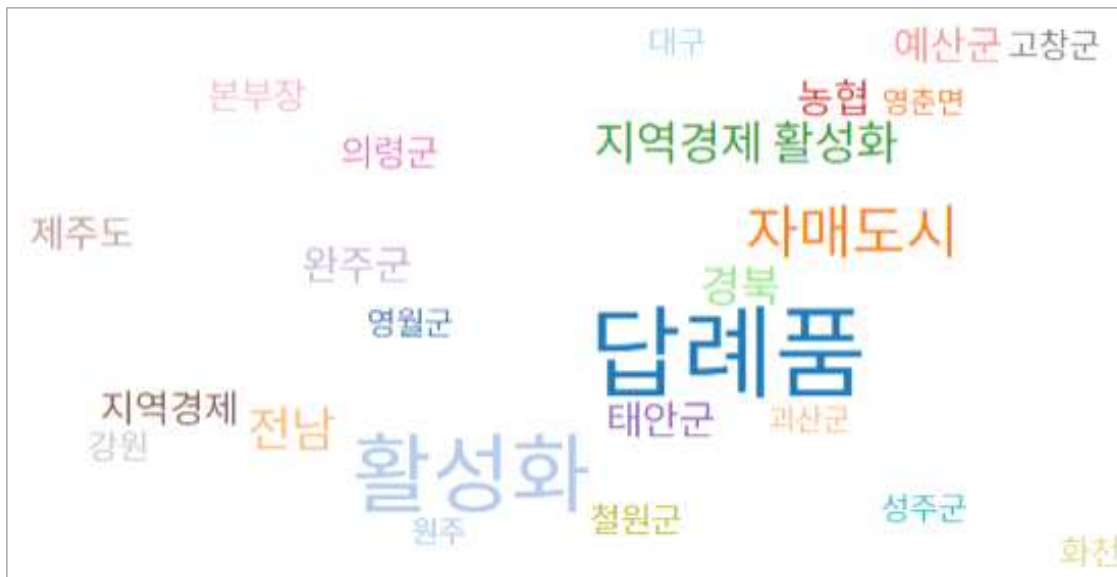 대구
예산군 고창군
본부장
농협 영춘면
의령군
지역경제 활성화
제주도
자매도시
완주군
경북
영월군
답례품
지역경제
전남
태안군
괴산군
강원
활성화
원주
철원군
성주군
화천